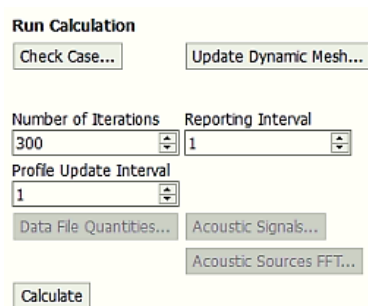 Run Calculation
Check Case...
Update Dynamic Mesh...
Number of Iterations
Reporting Interval
300
1
Profile Update Interval
1
Data File Quantities...
Acoustic Signals...
Acoustic Sources FFT...
Calculate